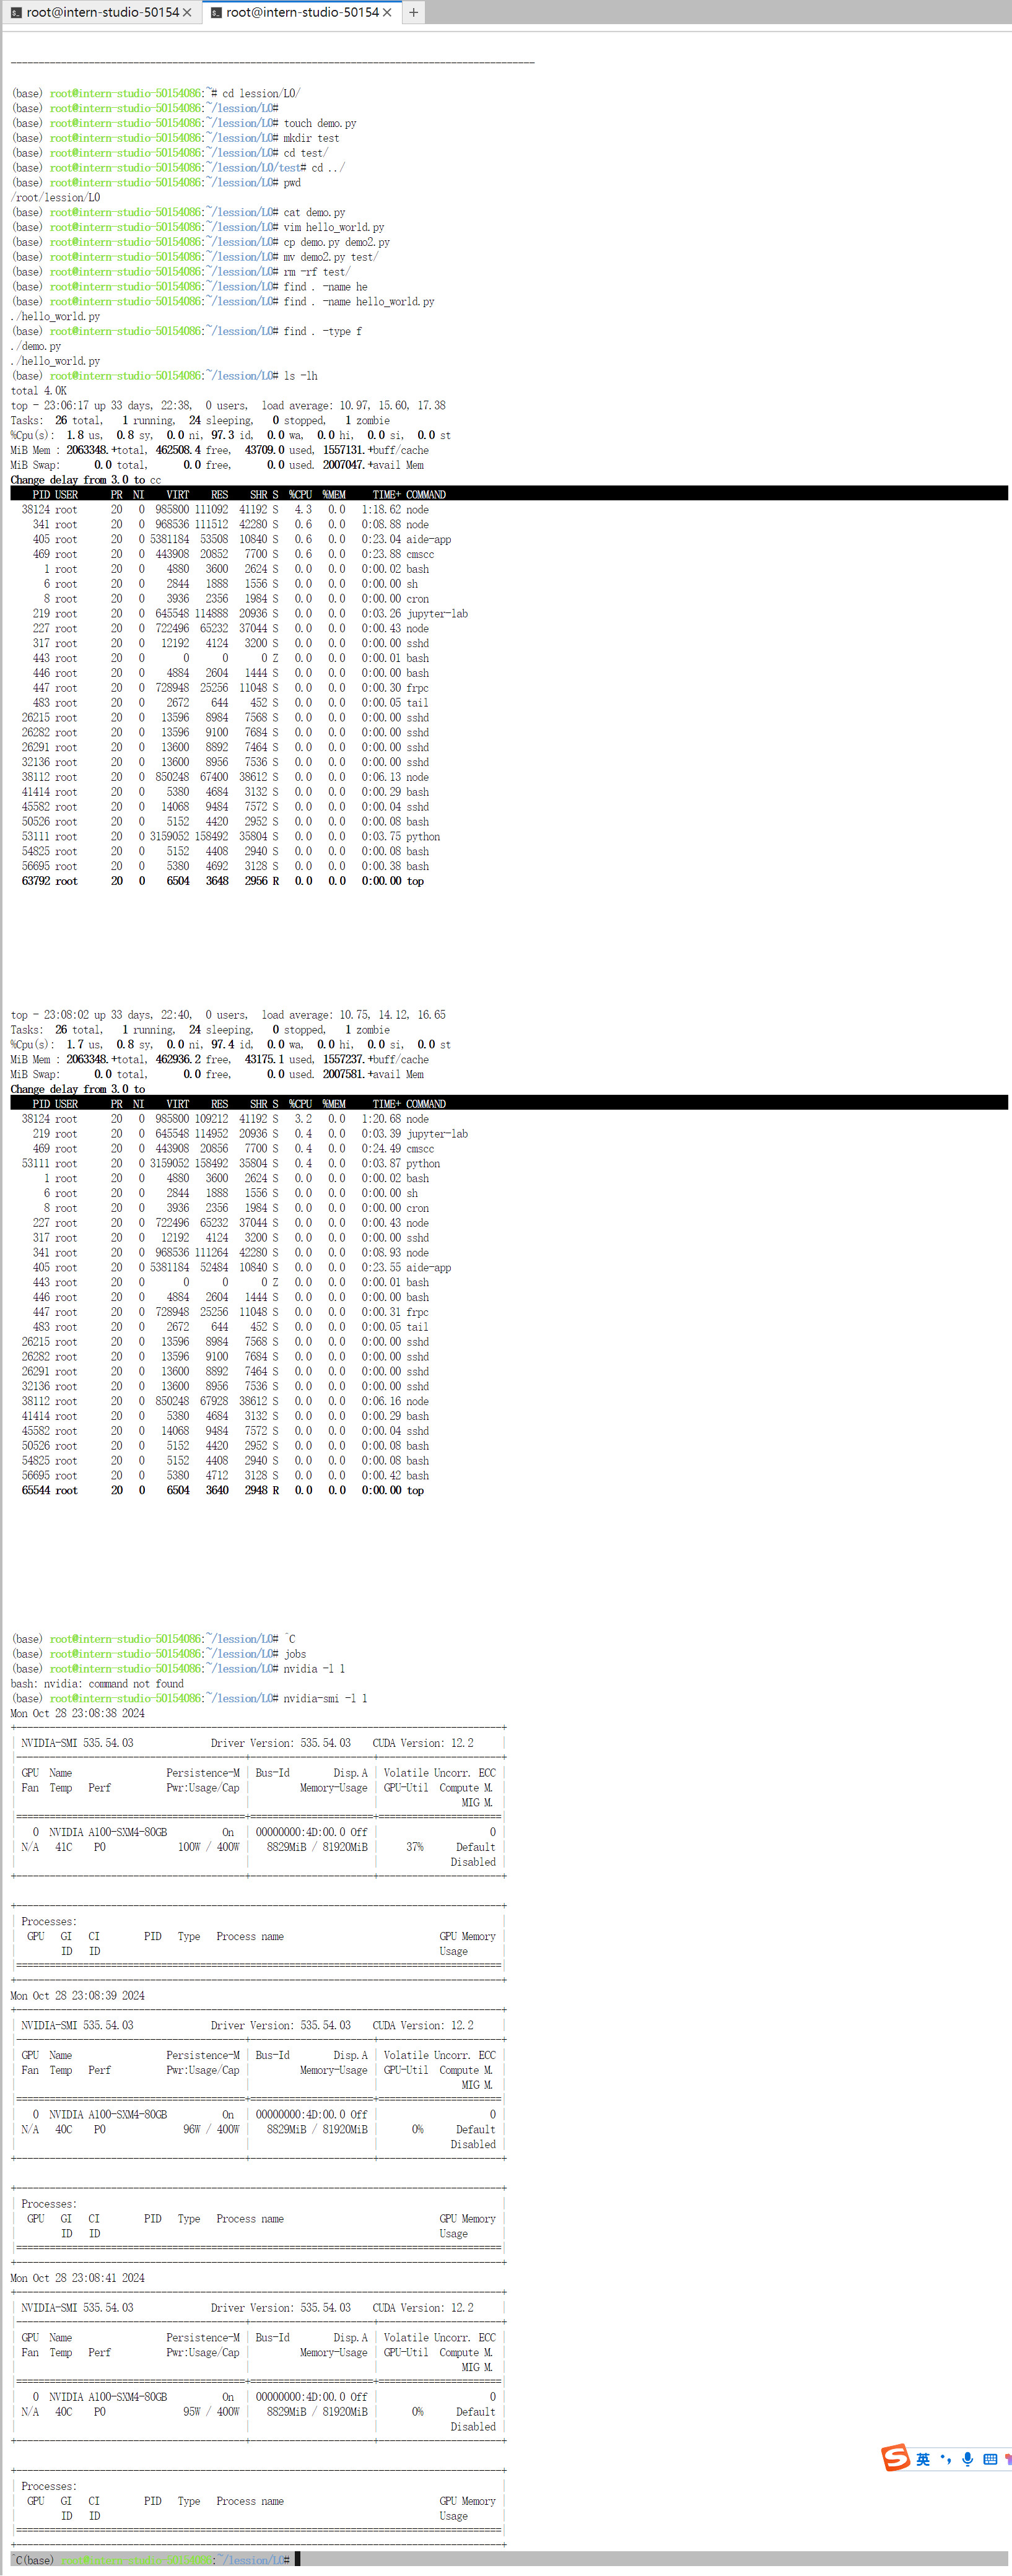 root@intern-studio-50154 × root@intern-studio-50154 × +
(base) root@intern-studio-50154086:~# cd lession/L0/
(base) root@intern-studio-50154086:~/lession/L0#
(base) root@intern-studio-50154086:~/lession/L0# touch demo.py
(base) root@intern-studio-50154086:~/lession/L0# mkdir test
(base) root@intern-studio-50154086:~/lession/L0# cd test/
(base) root@intern-studio-50154086:~/lession/L0/test# cd ../
(base) root@intern-studio-50154086:~/lession/L0# pwd
/root/lession/L0
(base) root@intern-studio-50154086:~/lession/L0# cat demo.py
(base) root@intern-studio-50154086:~/lession/L0# vim hello_world.py
(base) root@intern-studio-50154086:~/lession/L0# cp demo.py demo2.py
(base) root@intern-studio-50154086:~/lession/L0# mv demo2.py test/
(base) root@intern-studio-50154086:~/lession/L0# rm -rf test/
(base) root@intern-studio-50154086:~/lession/L0# find . -name he
(base) root@intern-studio-50154086:~/lession/L0# find . -name hello_world.py
./hello_world.py
(base) root@intern-studio-50154086:~/lession/L0# find . -type f
./demo.py
./hello_world.py
(base) root@intern-studio-50154086:~/lession/L0# ls -lh
total 4.0K
top - 23:06:17 up 33 days, 22:38, 0 users, load average: 10.97, 15.60, 17.38
Tasks: 26 total, 1 running, 24 sleeping, 0 stopped, 1 zombie
%Cpu(s): 1.8 us, 0.8 sy, 0.0 ni, 97.3 id, 0.0 wa, 0.0 hi, 0.0 si, 0.0 st
MiB Mem : 2063348.+total, 462508.4 free, 43709.0 used, 1557131.+buff/cache
MiB Swap: 0.0 total, 0.0 free, 0.0 used. 2007047.+avail Mem
Change delay from 3.0 to cc
PID USER PR NI VIRT RES SHR S %CPU %MEM TIME+ COMMAND
38124 root 20 0 985800 111092 41192 S 4.3 0.0 1:18.62 node
341 root 20 0 968536 111512 42280 S 0.6 0.0 0:08.88 node
405 root 20 0 5381184 53508 10840 S 0.6 0.0 0:23.04 aide-app
469 root 20 0 443908 20852 7700 S 0.6 0.0 0:23.88 cmscc
1 root 20 0 4880 3600 2624 S 0.0 0.0 0:00.02 bash
6 root 20 0 2844 1888 1556 S 0.0 0.0 0:00.00 sh
8 root 20 0 3936 2356 1984 S 0.0 0.0 0:00.00 cron
219 root 20 0 645548 114888 20936 S 0.0 0.0 0:03.26 jupyter-lab
227 root 20 0 722496 65232 37044 S 0.0 0.0 0:00.43 node
317 root 20 0 12192 4124 3200 S 0.0 0.0 0:00.00 sshd
443 root 20 0 0 0 0 Z 0.0 0.0 0:00.01 bash
446 root 20 0 4884 2604 1444 S 0.0 0.0 0:00.00 bash
447 root 20 0 728948 25256 11048 S 0.0 0.0 0:00.30 frpc
483 root 20 0 2672 644 452 S 0.0 0.0 0:00.05 tail
26215 root 20 0 13596 8984 7568 S 0.0 0.0 0:00.00 sshd
26282 root 20 0 13596 9100 7684 S 0.0 0.0 0:00.00 sshd
26291 root 20 0 13600 8892 7464 S 0.0 0.0 0:00.00 sshd
32136 root 20 0 13600 8956 7536 S 0.0 0.0 0:00.00 sshd
38112 root 20 0 850248 67400 38612 S 0.0 0.0 0:06.13 node
41414 root 20 0 5380 4684 3132 S 0.0 0.0 0:00.29 bash
45582 root 20 0 14068 9484 7572 S 0.0 0.0 0:00.04 sshd
50526 root 20 0 5152 4420 2952 S 0.0 0.0 0:00.08 bash
53111 root 20 0 3159052 158492 35804 S 0.0 0.0 0:03.75 python
54825 root 20 0 5152 4408 2940 S 0.0 0.0 0:00.08 bash
56695 root 20 0 5380 4692 3128 S 0.0 0.0 0:00.38 bash
63792 root 20 0 6504 3648 2956 R 0.0 0.0 0:00.00 top
top - 23:08:02 up 33 days, 22:40, 0 users, load average: 10.75, 14.12, 16.65
Tasks: 26 total, 1 running, 24 sleeping, 0 stopped, 1 zombie
%Cpu(s): 1.7 us, 0.8 sy, 0.0 ni, 97.4 id, 0.0 wa, 0.0 hi, 0.0 si, 0.0 st
MiB Mem : 2063348.+total, 462936.2 free, 43175.1 used, 1557237.+buff/cache
MiB Swap: 0.0 total, 0.0 free, 0.0 used. 2007581.+avail Mem
Change delay from 3.0 to
PID USER PR NI VIRT RES SHR S %CPU %MEM TIME+ COMMAND
38124 root 20 0 985800 109212 41192 S 3.2 0.0 1:20.68 node
219 root 20 0 645548 114952 20936 S 0.4 0.0 0:03.39 jupyter-lab
469 root 20 0 443908 20856 7700 S 0.4 0.0 0:24.49 cmscc
53111 root 20 0 3159052 158492 35804 S 0.4 0.0 0:03.87 python
1 root 20 0 4880 3600 2624 S 0.0 0.0 0:00.02 bash
6 root 20 0 2844 1888 1556 S 0.0 0.0 0:00.00 sh
8 root 20 0 3936 2356 1984 S 0.0 0.0 0:00.00 cron
227 root 20 0 722496 65232 37044 S 0.0 0.0 0:00.43 node
317 root 20 0 12192 4124 3200 S 0.0 0.0 0:00.00 sshd
341 root 20 0 968536 111264 42280 S 0.0 0.0 0:08.93 node
405 root 20 0 5381184 52484 10840 S 0.0 0.0 0:23.55 aide-app
443 root 20 0 0 0 0 Z 0.0 0.0 0:00.01 bash
446 root 20 0 4884 2604 1444 S 0.0 0.0 0:00.00 bash
447 root 20 0 728948 25256 11048 S 0.0 0.0 0:00.31 frpc
483 root 20 0 2672 644 452 S 0.0 0.0 0:00.05 tail
26215 root 20 0 13596 8984 7568 S 0.0 0.0 0:00.00 sshd
26282 root 20 0 13596 9100 7684 S 0.0 0.0 0:00.00 sshd
26291 root 20 0 13600 8892 7464 S 0.0 0.0 0:00.00 sshd
32136 root 20 0 13600 8956 7536 S 0.0 0.0 0:00.00 sshd
38112 root 20 0 850248 67928 38612 S 0.0 0.0 0:06.16 node
41414 root 20 0 5380 4684 3132 S 0.0 0.0 0:00.29 bash
45582 root 20 0 14068 9484 7572 S 0.0 0.0 0:00.04 sshd
50526 root 20 0 5152 4420 2952 S 0.0 0.0 0:00.08 bash
54825 root 20 0 5152 4408 2940 S 0.0 0.0 0:00.08 bash
56695 root 20 0 5380 4712 3128 S 0.0 0.0 0:00.42 bash
65544 root 20 0 6504 3640 2948 R 0.0 0.0 0:00.00 top
(base) root@intern-studio-50154086:~/lession/L0# ^C
(base) root@intern-studio-50154086:~/lession/L0# jobs
(base) root@intern-studio-50154086:~/lession/L0# nvidia -l 1
bash: nvidia: command not found
(base) root@intern-studio-50154086:~/lession/L0# nvidia-smi -l 1
Mon Oct 28 23:08:38 2024
NVIDIA-SMI 535.54.03 Driver Version: 535.54.03 CUDA Version: 12.2
GPU Name Persistence-M | Bus-Id Disp.A | Volatile Uncorr. ECC
Fan Temp Perf Pwr:Usage/Cap | Memory-Usage | GPU-Util Compute M.
MIG M.
0 NVIDIA A100-SXM4-80GB On | 00000000:4D:00.0 Off | 0
N/A 41C P0 100W / 400W | 8829MiB / 81920MiB | 37% Default
Disabled
Processes:
GPU GI CI PID Type Process name GPU Memory
ID ID Usage
Mon Oct 28 23:08:39 2024
NVIDIA-SMI 535.54.03 Driver Version: 535.54.03 CUDA Version: 12.2
GPU Name Persistence-M | Bus-Id Disp.A | Volatile Uncorr. ECC
Fan Temp Perf Pwr:Usage/Cap | Memory-Usage | GPU-Util Compute M.
MIG M.
0 NVIDIA A100-SXM4-80GB On | 00000000:4D:00.0 Off | 0
N/A 40C P0 96W / 400W | 8829MiB / 81920MiB | 0% Default
Disabled
Processes:
GPU GI CI PID Type Process name GPU Memory
ID ID Usage
Mon Oct 28 23:08:41 2024
NVIDIA-SMI 535.54.03 Driver Version: 535.54.03 CUDA Version: 12.2
GPU Name Persistence-M | Bus-Id Disp.A | Volatile Uncorr. ECC
Fan Temp Perf Pwr:Usage/Cap | Memory-Usage | GPU-Util Compute M.
MIG M.
0 NVIDIA A100-SXM4-80GB On | 00000000:4D:00.0 Off | 0
N/A 40C P0 95W / 400W | 8829MiB / 81920MiB | 0% Default
Disabled
英
Processes:
GPU GI CI PID Type Process name GPU Memory
ID ID Usage
^C(base) root@intern-studio-50154086:~/lession/L0#